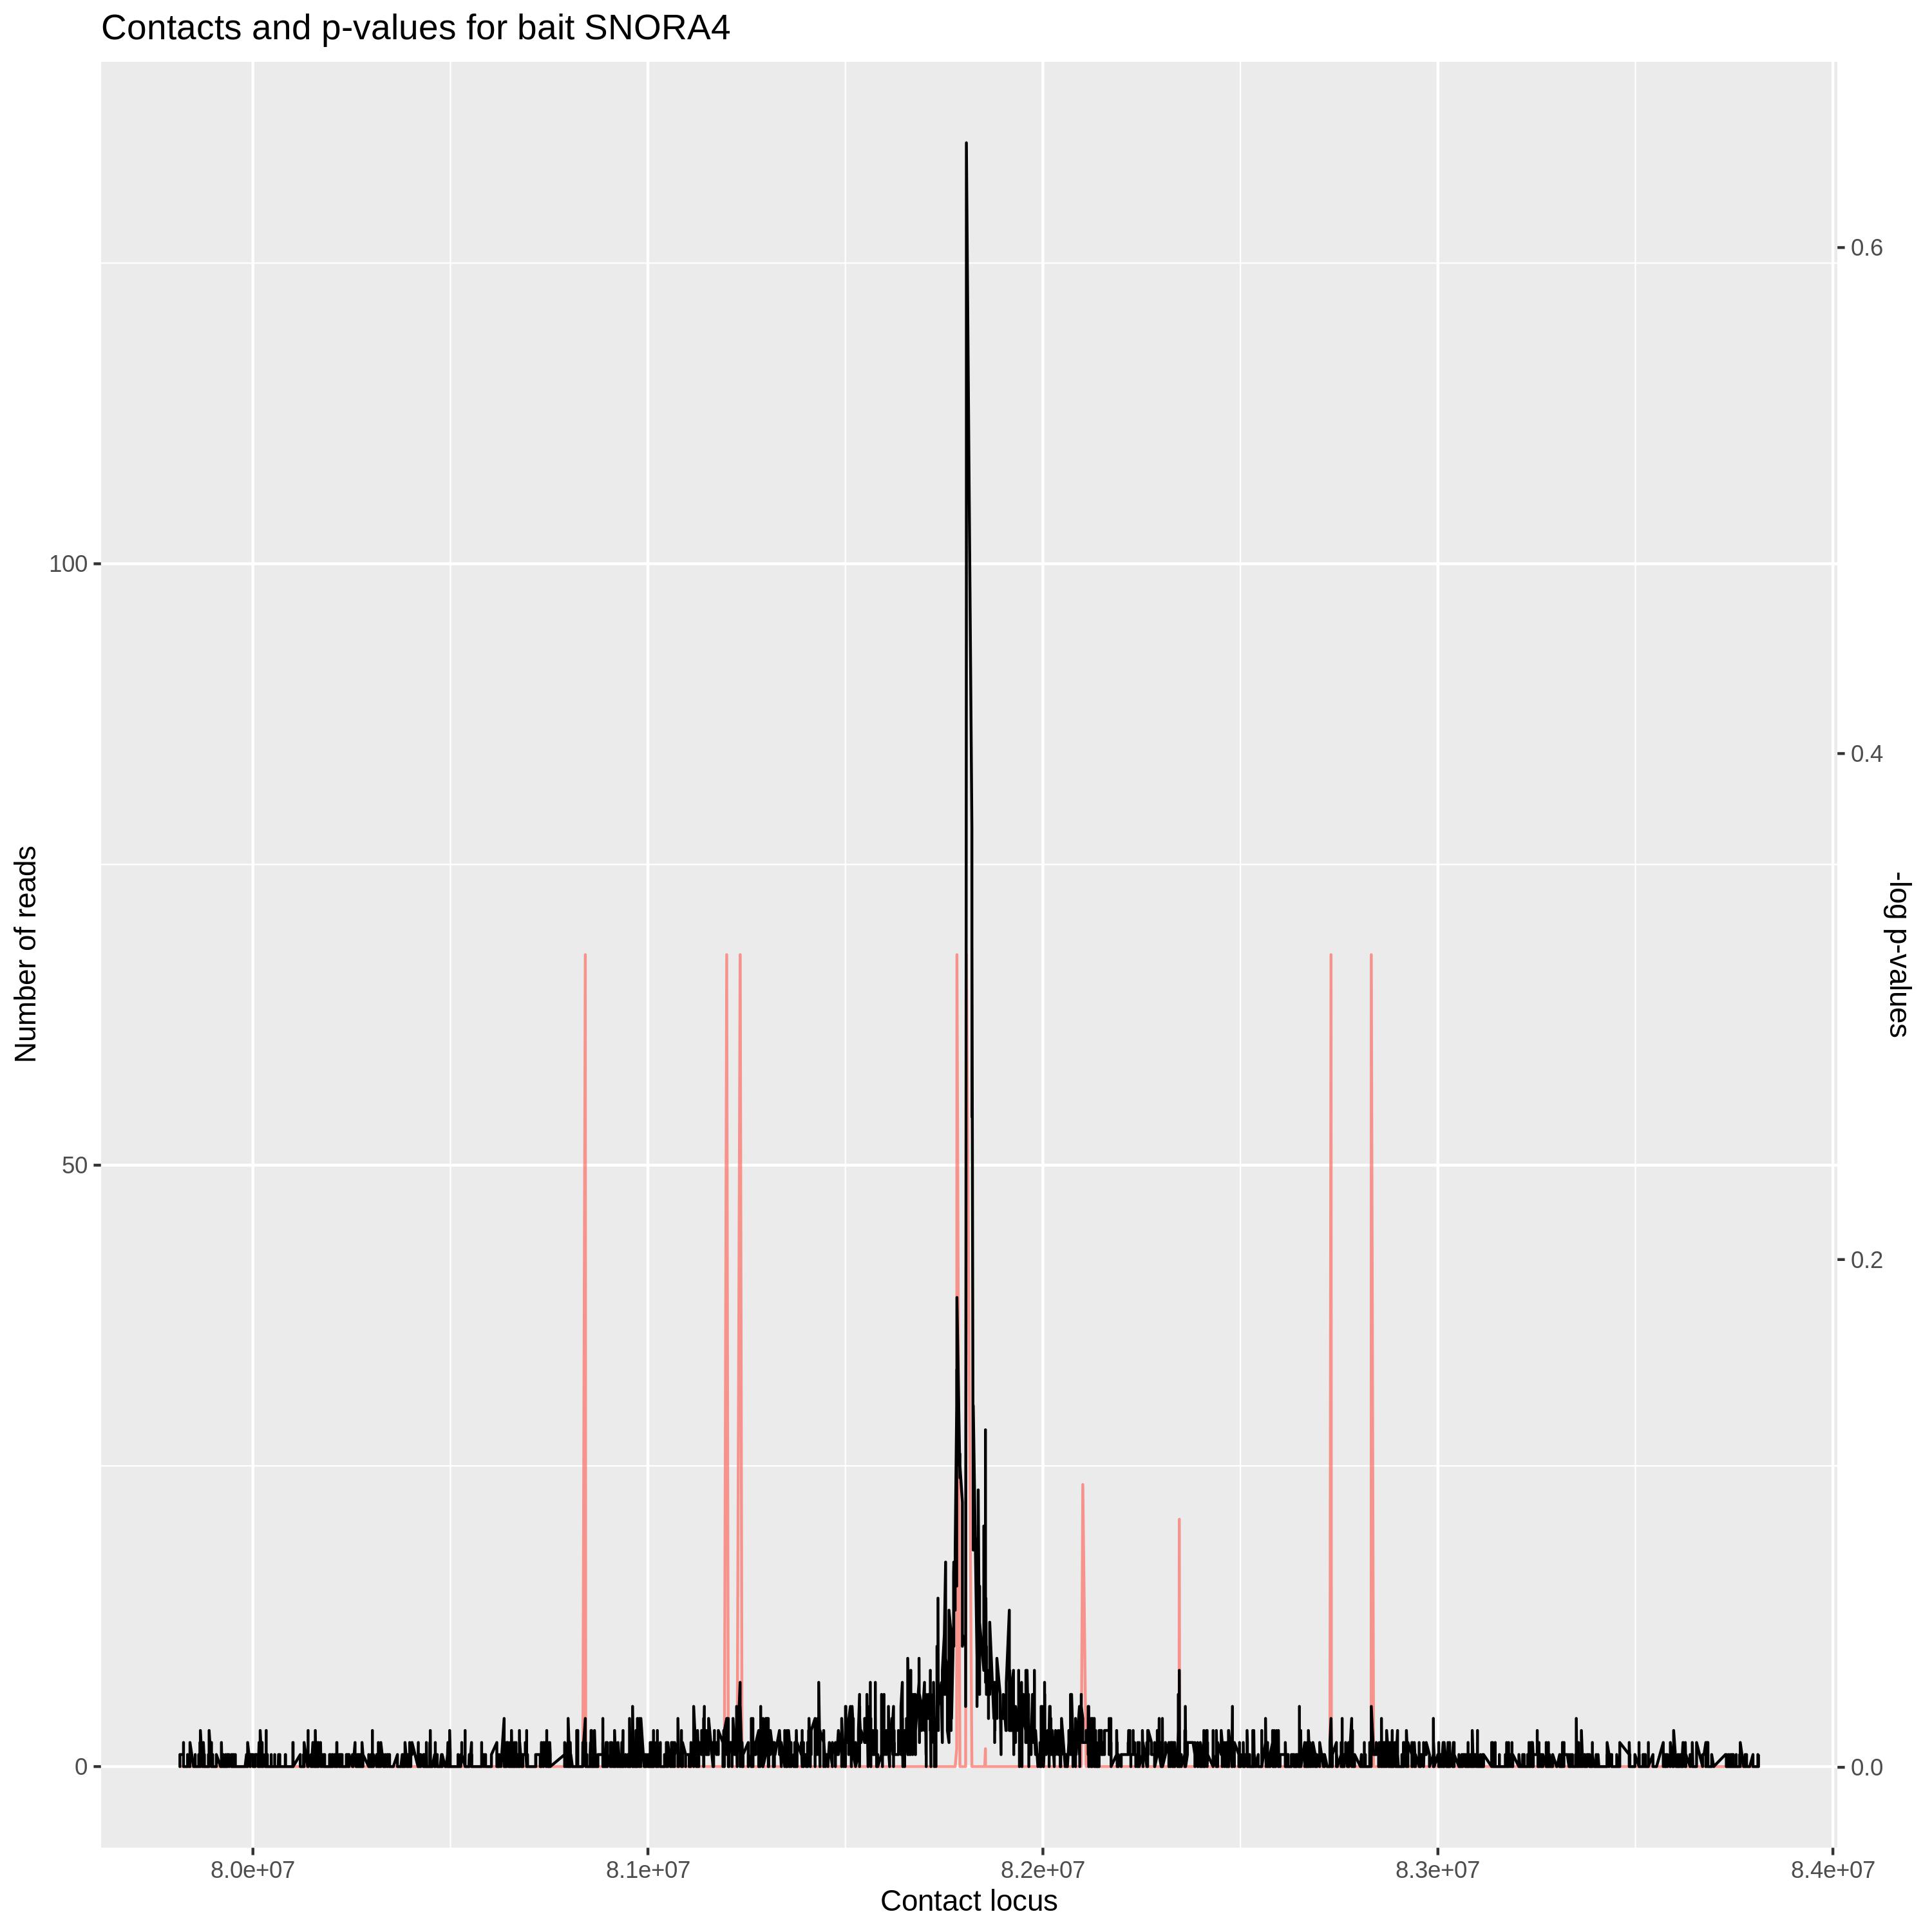 Contacts and p-values for bait SNORA4
Number of reads
100
50
0
0.6
0.4
0.2
0.0
-log p-values
8.0e+07
8.1e+07
8.2e+07
8.3e+07
8.4e+07
Contact locus